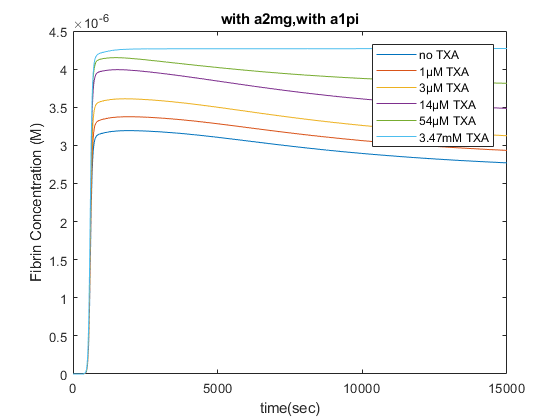 with a2mg,with a1pi
×10⁻⁶
4.5
4
3.5
3
2.5
2
1.5
1
0.5
0
Fibrin Concentration (M)
no TXA
1µM TXA
3µM TXA
14µM TXA
54µM TXA
3.47mM TXA
0 5000 10000 15000
time(sec)